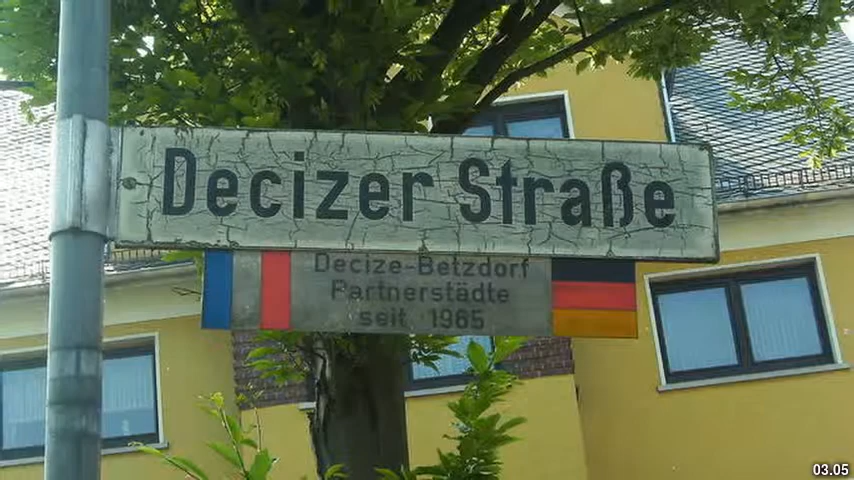 Decizer Straße
Decize-Betzdorf
Partnerstädte
seit 1965
03.05